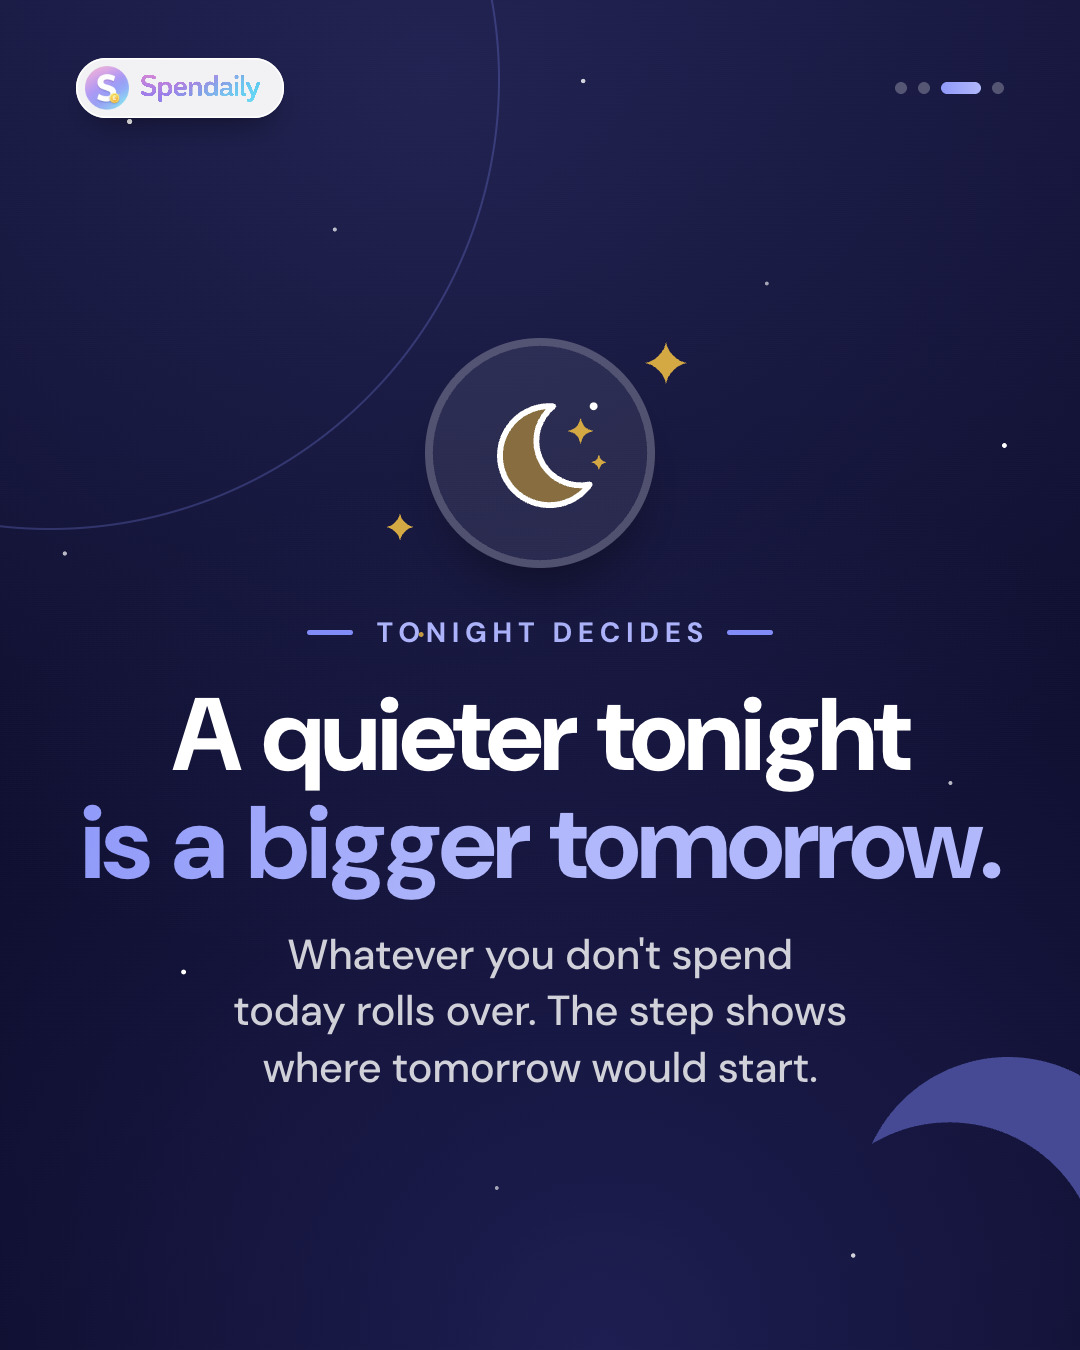 Spendaily
TONIGHT DECIDES
A quieter tonight
is a bigger tomorrow.
Whatever you don't spend
today rolls over. The step shows
where tomorrow would start.